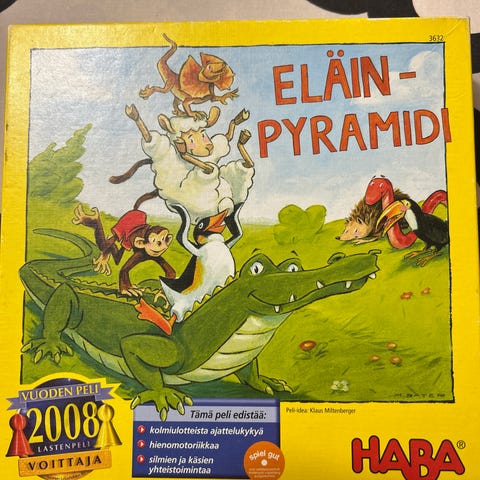 3632
ELÄIN-
PYRAMIDI
M. BATER
VUODEN PELI
2008
LASTENPELI
VOITTAJA
Tämä peli edistää:
kolmiulotteista ajattelukykyä
hienomotoriikkaa
silmien ja käsien
yhteistoimintaa
Peli-idea: Klaus Miltenberger
spiel gut
HABA®